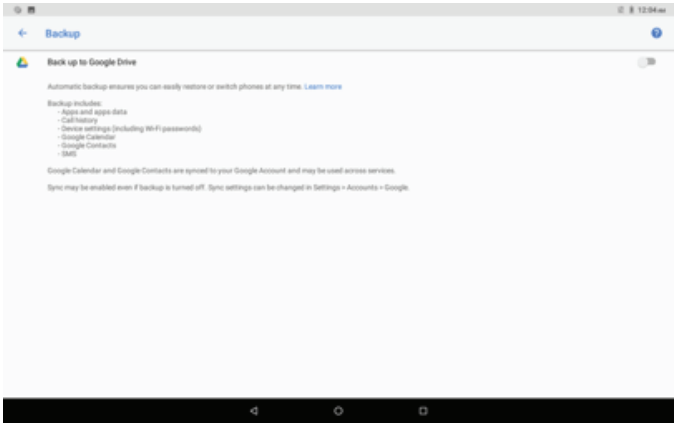 12:04 AM
Backup
Back up to Google Drive
Automatic backup ensures you can easily restore or switch phones at any time. Learn more
Backup includes:
- Apps and apps data
- Call history
- Device settings (including Wi-Fi passwords)
- Google Calendar
- Google Contacts
- SMS
Google Calendar and Google Contacts are synced to your Google Account and may be used across services.
Sync may be enabled even if backup is turned off. Sync settings can be changed in Settings > Accounts > Google.